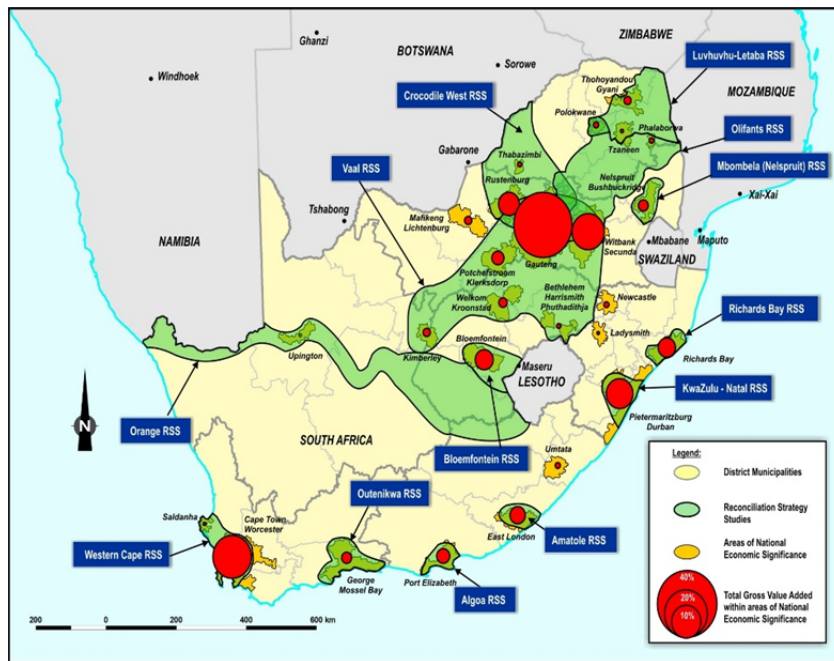 ZIMBABWE
Ghanzi
BOTSWANA
Luvhuvhu-Letaba RSS
Sorowe
Windhoek
Thohoyandou
Gyani
MOZAMBIQUE
Crocodile West RSS
Polokwane
Phalaborwa
Olifants RSS
Tzaneen
Gabarone
Thabazimbi
Vaal RSS
Rustenburg
Nelspruit
Bushbuckridge
Mbombela (Nelspruit) RSS
Xai-Xai
Tshabong
Mafikeng
Lichtenburg
NAMIBIA
Witbank
Secunda
Mbabane
Maputo
SWAZILAND
Gauteng
Potchefstroom
Klerksdorp
Bethlehem
Harrismith
Phuthaditjha
Newcastle
Welkom
Kroonstad
Richards Bay RSS
Ladysmith
Upington
Kimberley
Bloemfontein
Richards Bay
Maseru
LESOTHO
KwaZulu - Natal RSS
N
Orange RSS
Pietermaritzburg
Durban
SOUTH AFRICA
Umtata
Bloemfontein RSS
Legend:
District Municipalities
Outenikwa RSS
Reconciliation Strategy
Studies
Saldanha
Cape Town
Worcester
East London
Amatole RSS
Areas of National
Economic Significance
Western Cape RSS
George
Mossel Bay
Port Elizabeth
Algoa RSS
40%
20%
10%
Total Gross Value Added
within areas of National
Economic Significance
200 0 200 400 600 km